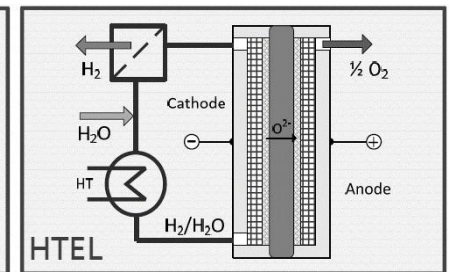 H₂
½ O₂
Cathode
H₂O
⊖
O²⁻
⊕
HT
Anode
H₂/H₂O
HTEL